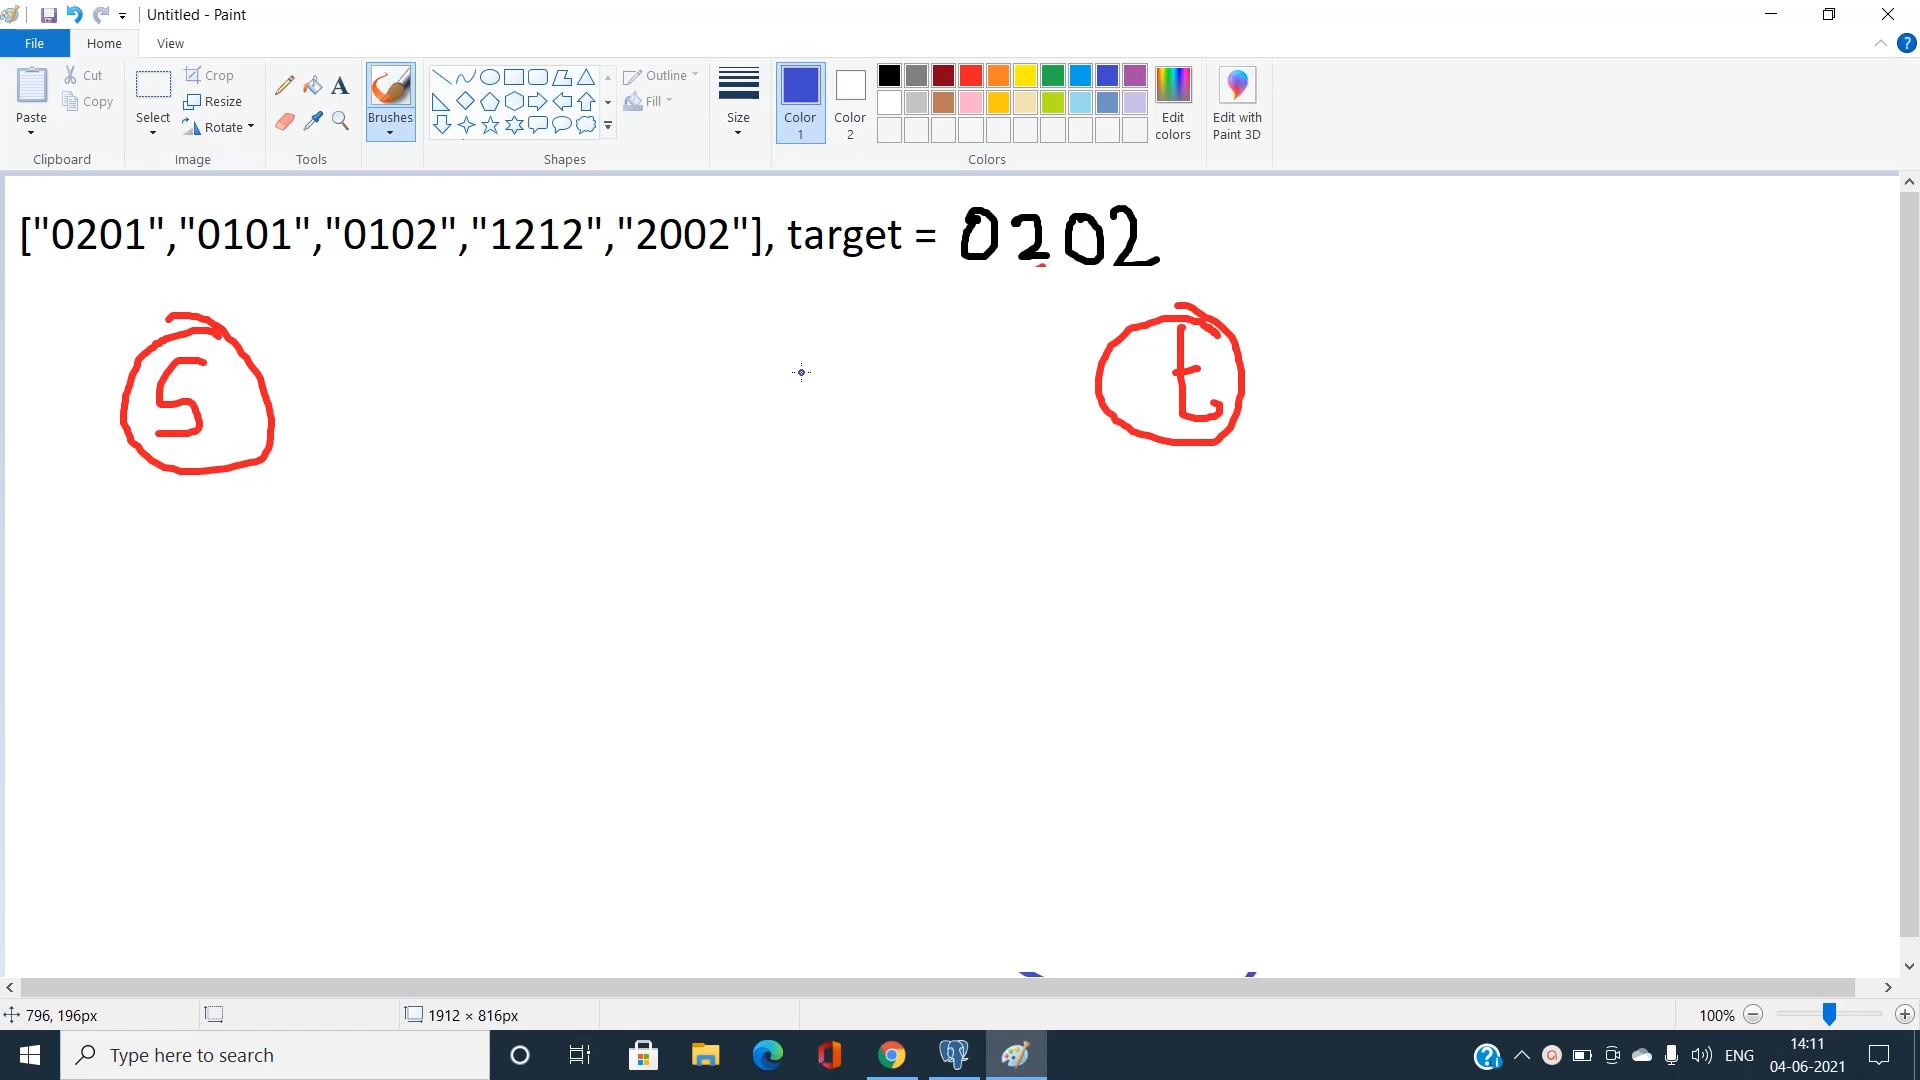 Untitled - Paint
File Home View
Paste Cut Copy Clipboard
Select Crop Resize Rotate Image
Tools
Brushes
Outline Fill Shapes
Size
Color 1 Color 2 Edit colors Colors
Edit with Paint 3D
["0201","0101","0102","1212","2002"], target = 0202
S t
796, 196px 1912 × 816px 100%
Type here to search
ENG 14:11
04-06-2021